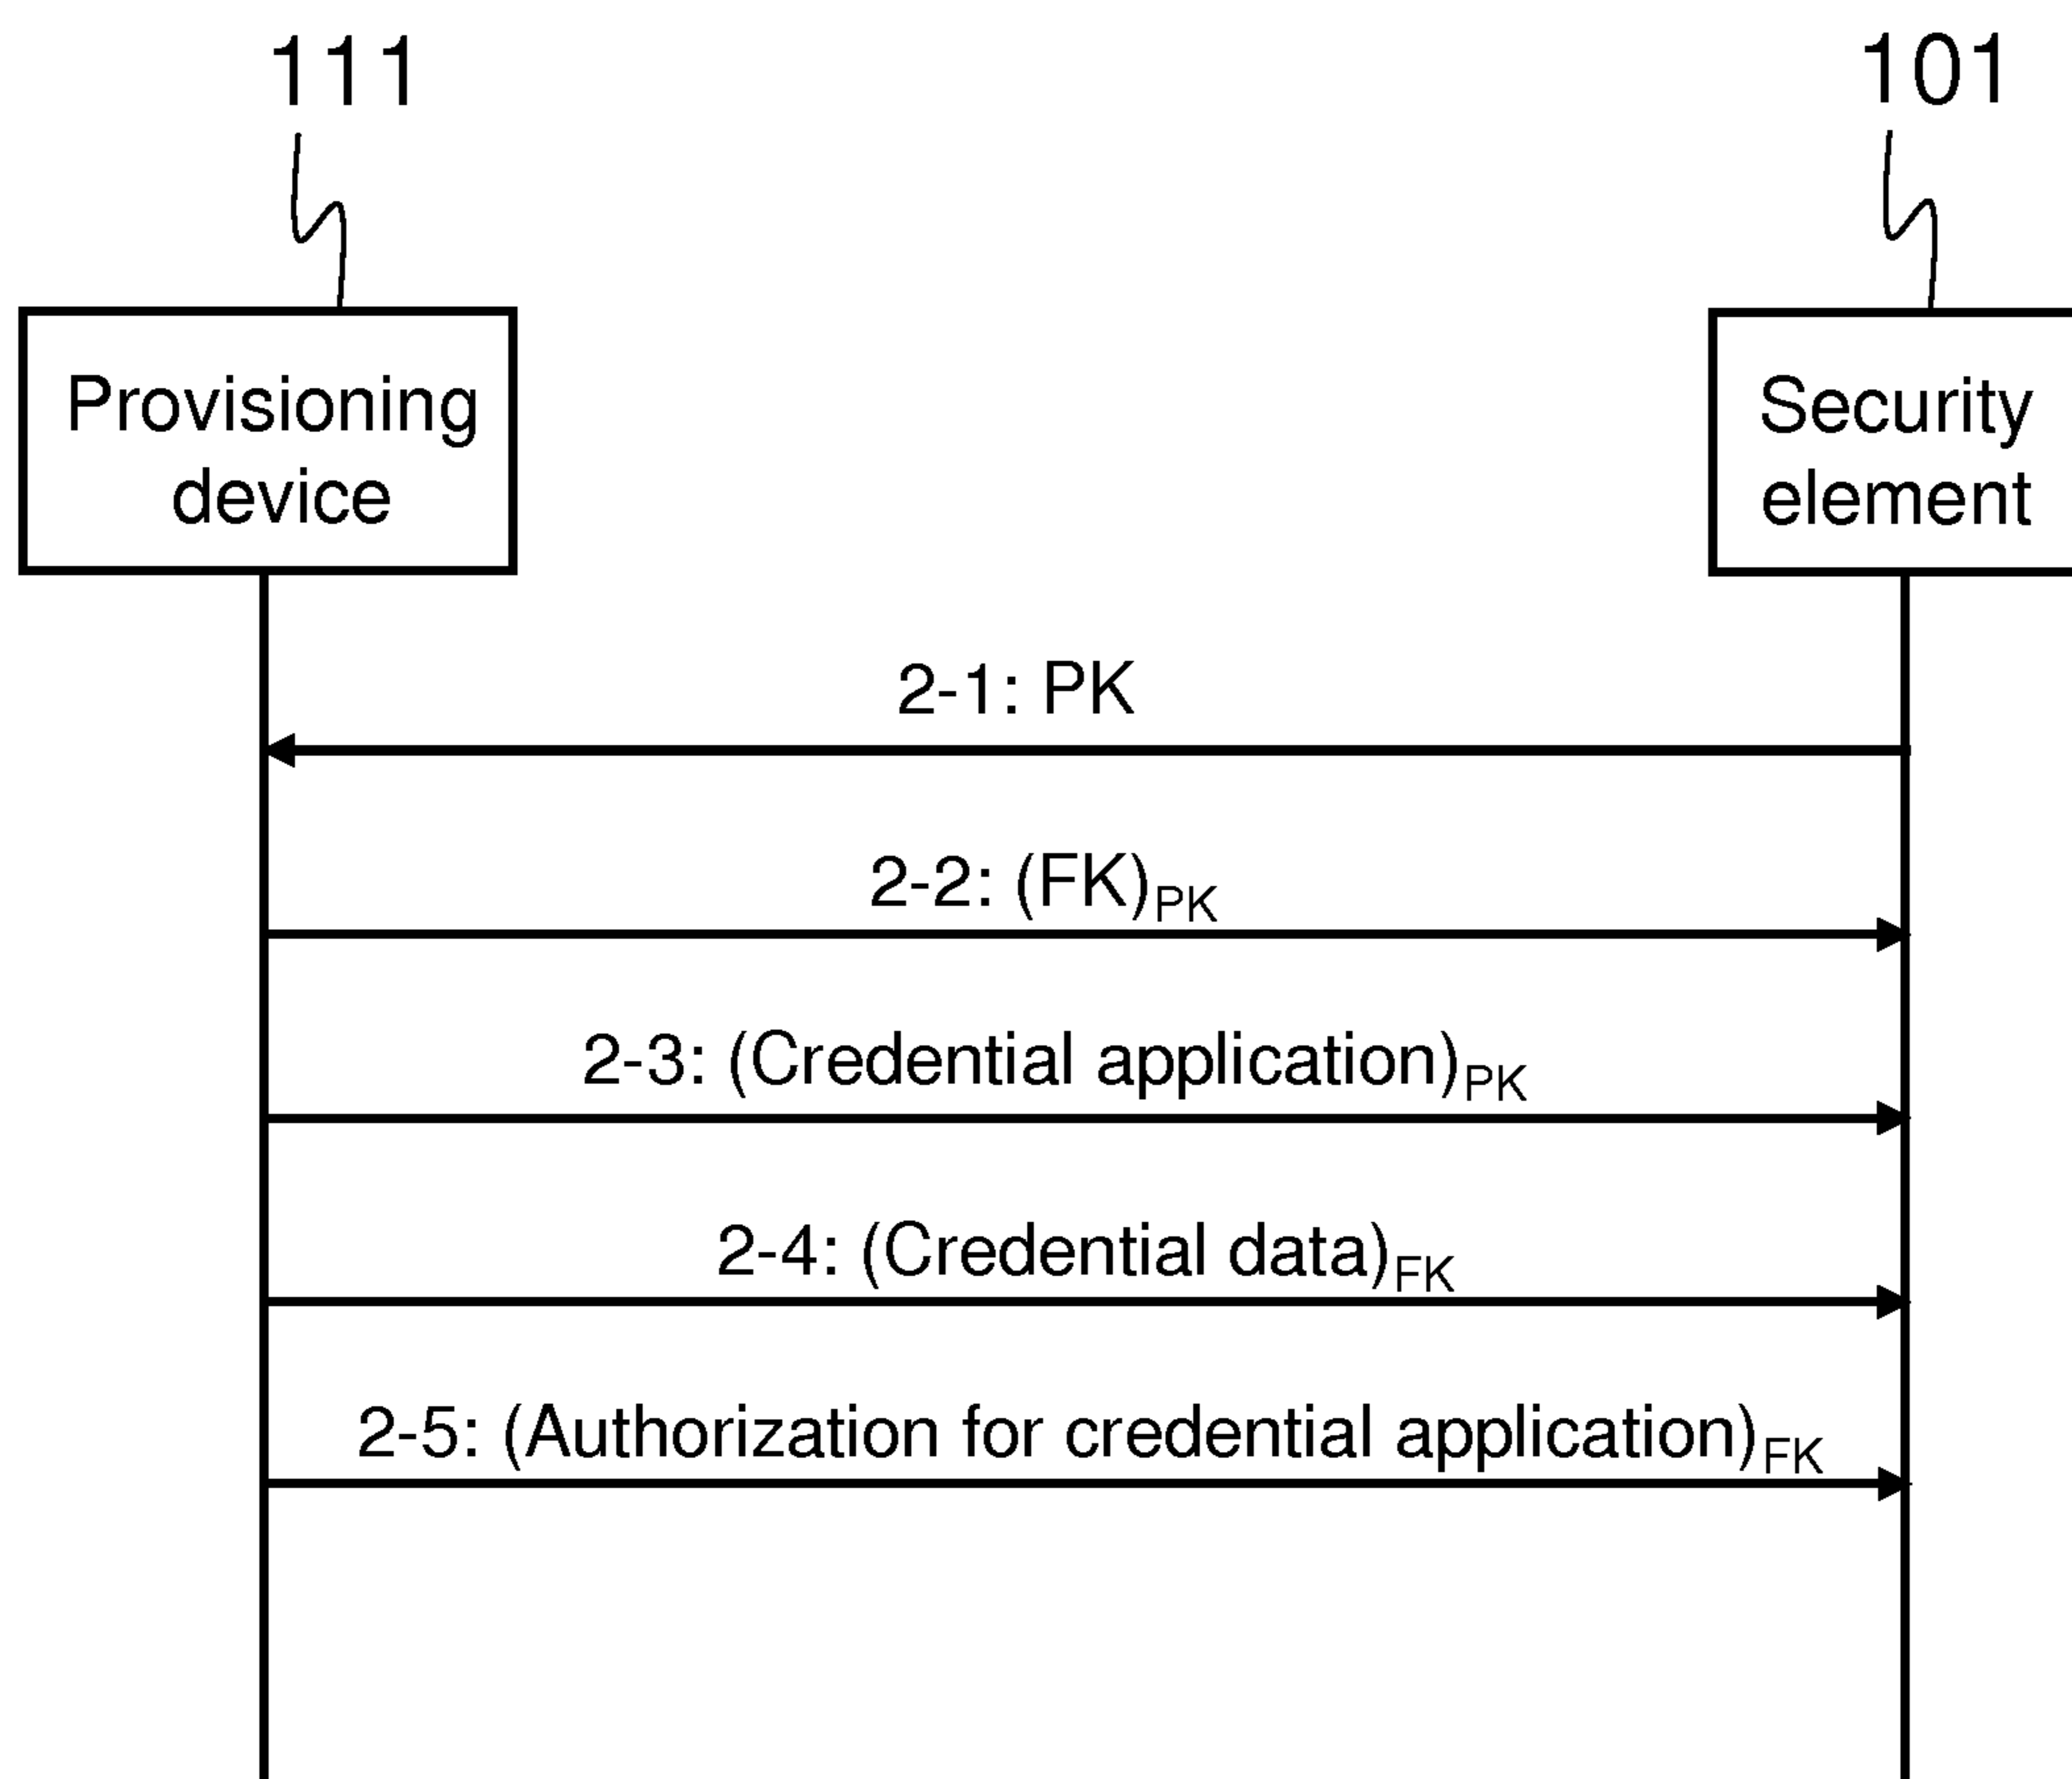 111
101
Provisioning
device
Security
element
2-1: PK
2-2: (FK)PK
2-3: (Credential application)PK
2-4: (Credential data)FK
2-5: (Authorization for credential application)FK